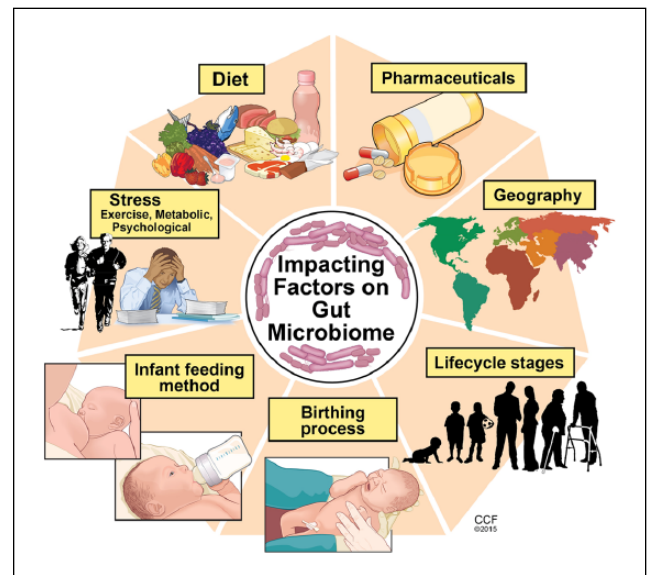 Diet
Pharmaceuticals
Stress
Exercise, Metabolic,
Psychological
Geography
Impacting
Factors on
Gut
Microbiome
Infant feeding
method
Lifecycle stages
Birthing
process
CCF
©2015